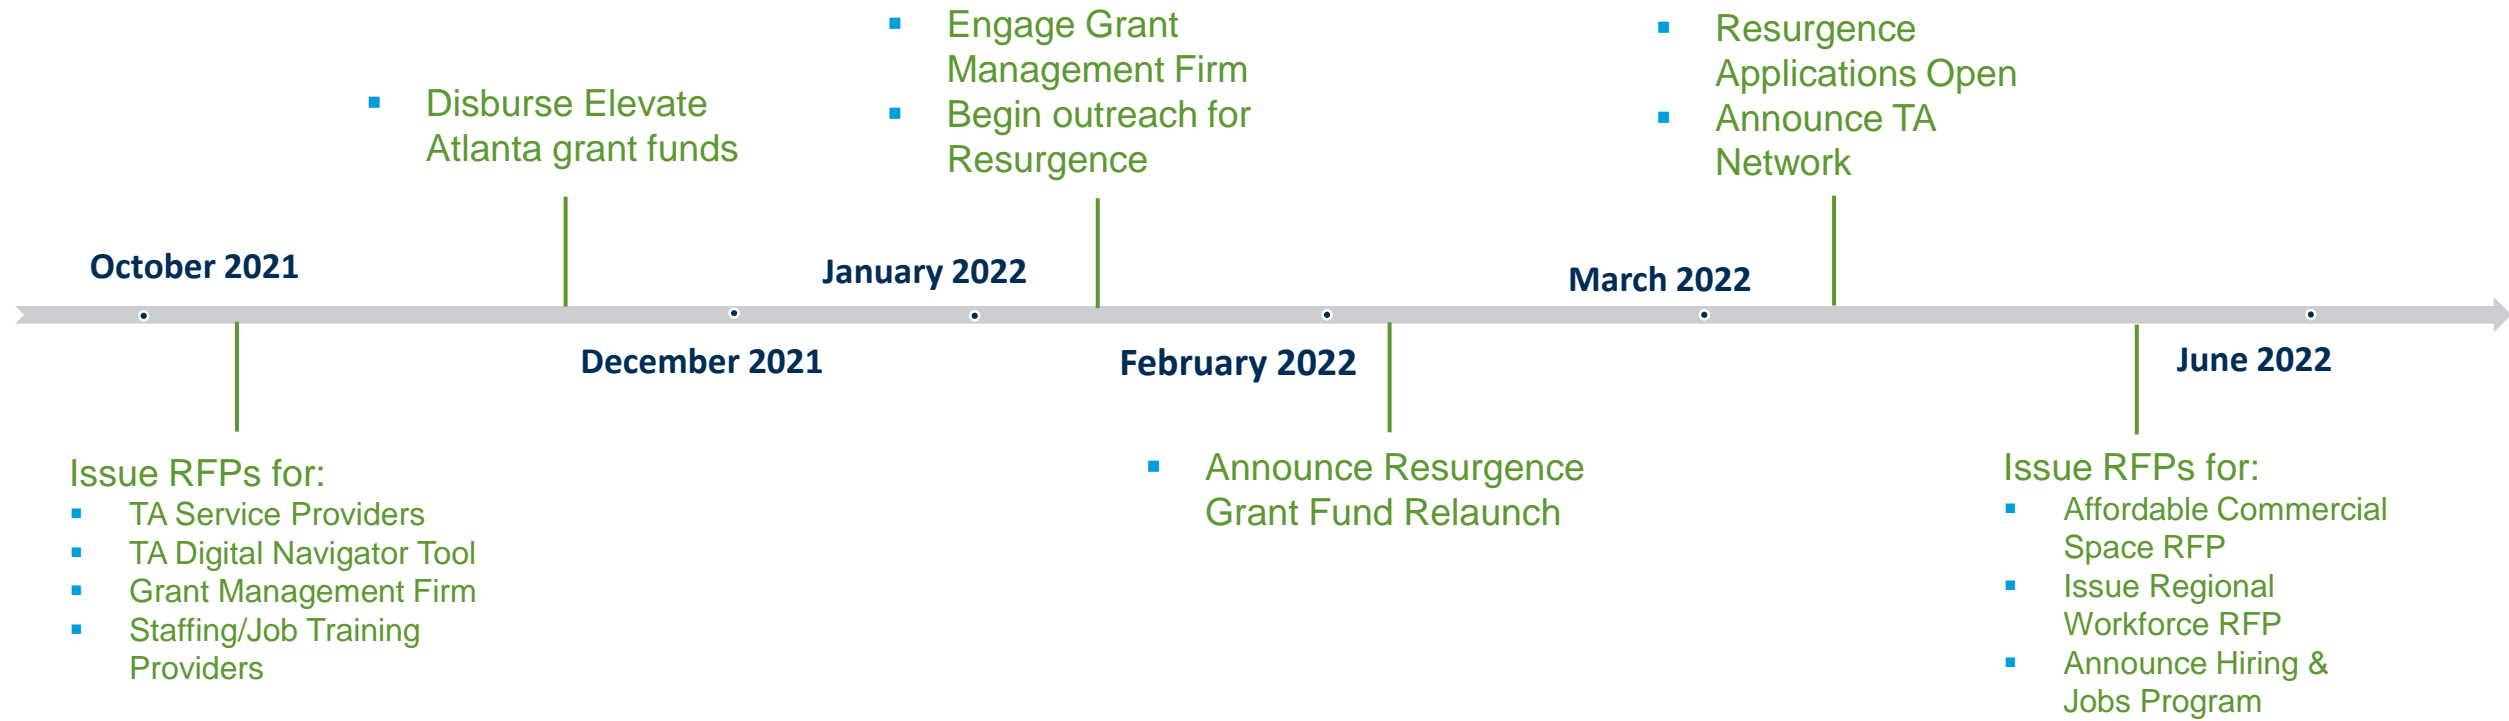 October 2021
Issue RFPs for:
▪ TA Service Providers
▪ TA Digital Navigator Tool
▪ Grant Management Firm
▪ Staffing/Job Training
Providers
▪ Disburse Elevate
Atlanta grant funds
December 2021
▪ Engage Grant
Management Firm
▪ Begin outreach for
Resurgence
January 2022
February 2022
▪ Announce Resurgence
Grant Fund Relaunch
▪ Resurgence
Applications Open
▪ Announce TA
Network
March 2022
June 2022
Issue RFPs for:
▪ Affordable Commercial
Space RFP
▪ Issue Regional
Workforce RFP
▪ Announce Hiring &
Jobs Program